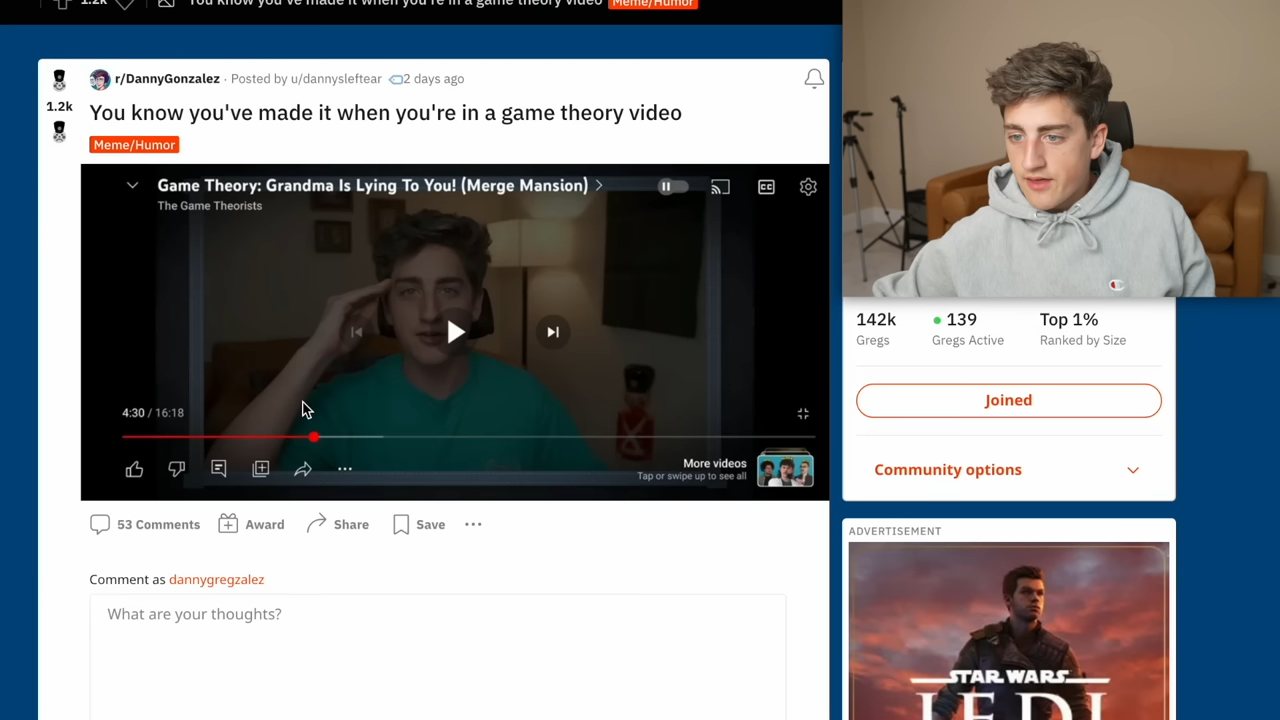 1.2k
You know you've made it when you're in a game theory video
Meme/Humor
r/DannyGonzalez · Posted by u/dannysleftear 2 days ago
1.2k
You know you've made it when you're in a game theory video
Meme/Humor
Game Theory: Grandma Is Lying To You! (Merge Mansion)
The Game Theorists
CC
4:30 / 16:18
More videos
Tap or swipe up to see all
53 Comments
Award
Share
Save
Comment as dannygregzalez
What are your thoughts?
142k
139
Top 1%
Gregs
Gregs Active
Ranked by Size
Joined
Community options
ADVERTISEMENT
STAR WARS
JEDI